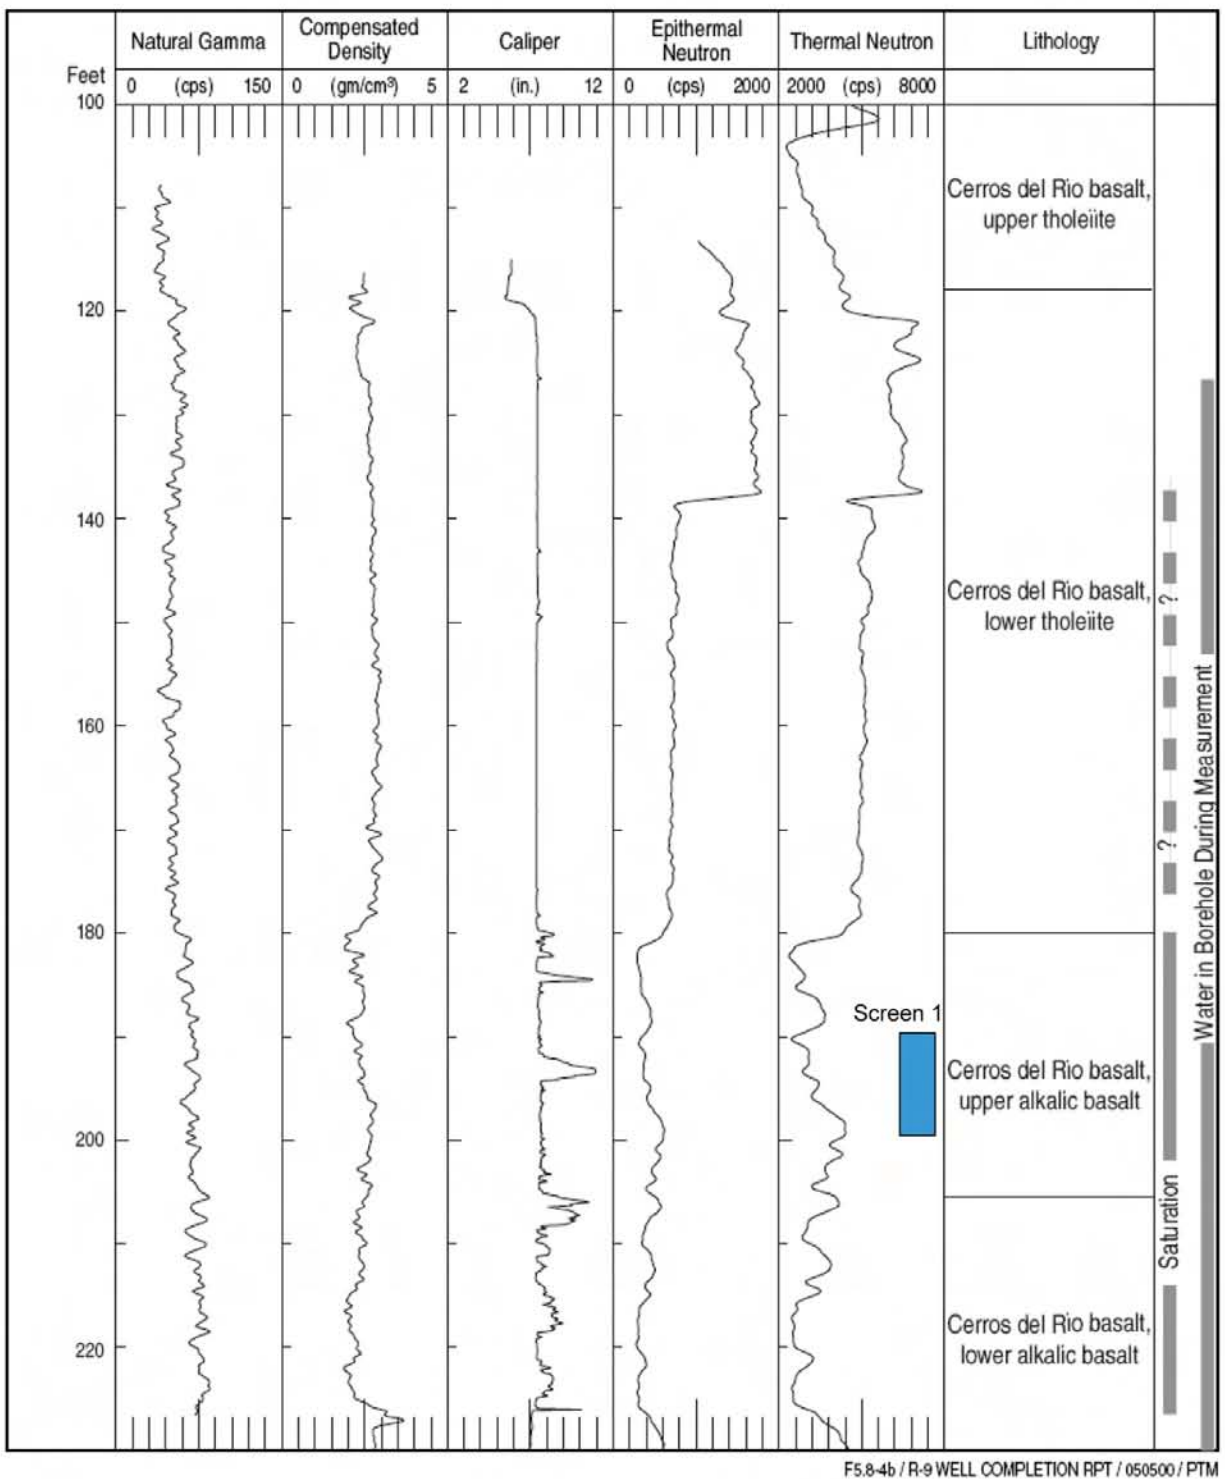 Natural Gamma
Compensated
Density
Caliper
Epithermal
Neutron
Thermal Neutron
Lithology
Feet
0 (cps) 150
0 (gm/cm³) 5
2 (in.) 12
0 (cps) 2000
2000 (cps) 8000
100
120
140
160
180
200
220
Cerros del Rio basalt,
upper tholeiite
Cerros del Rio basalt,
lower tholeiite
Screen 1
Cerros del Rio basalt,
upper alkalic basalt
Cerros del Rio basalt,
lower alkalic basalt
?
?
Saturation
Water in Borehole During Measurement
F5.8-4b / R-9 WELL COMPLETION RPT / 050500 / PTM